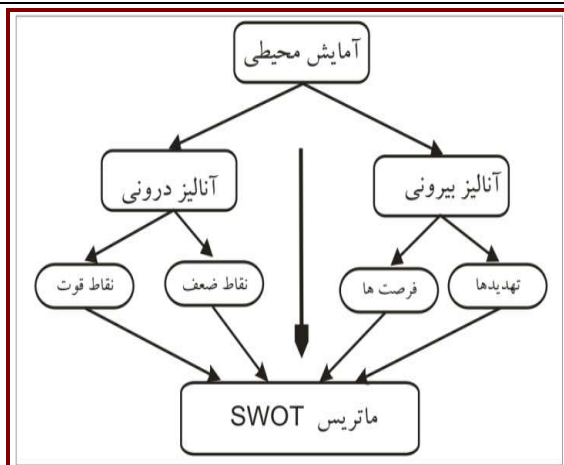 آمایش محیطی
آنالیز بیرونی
آنالیز درونی
تهدیدها
فرصت ها
نقاط ضعف
نقاط قوت
ماتریس SWOT